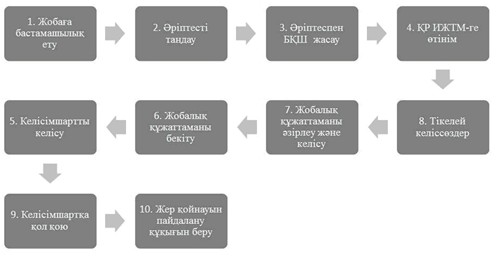 1. Жобаға
бастамашылық
ету
2. Әріптесті
таңдау
3. Әріптеспен
БҚШ жасау
4. ҚР ИЖТМ-ге
өтінім
5. Келісімшартты
келісу
6. Жобалық
құжаттаманы
бекіту
7. Жобалық
құжаттаманы
әзірлеу және
келісу
8. Тікелей
келіссөздер
9. Келісімшартқа
қол қою
10. Жер қойнауын
пайдалану
құқығын беру